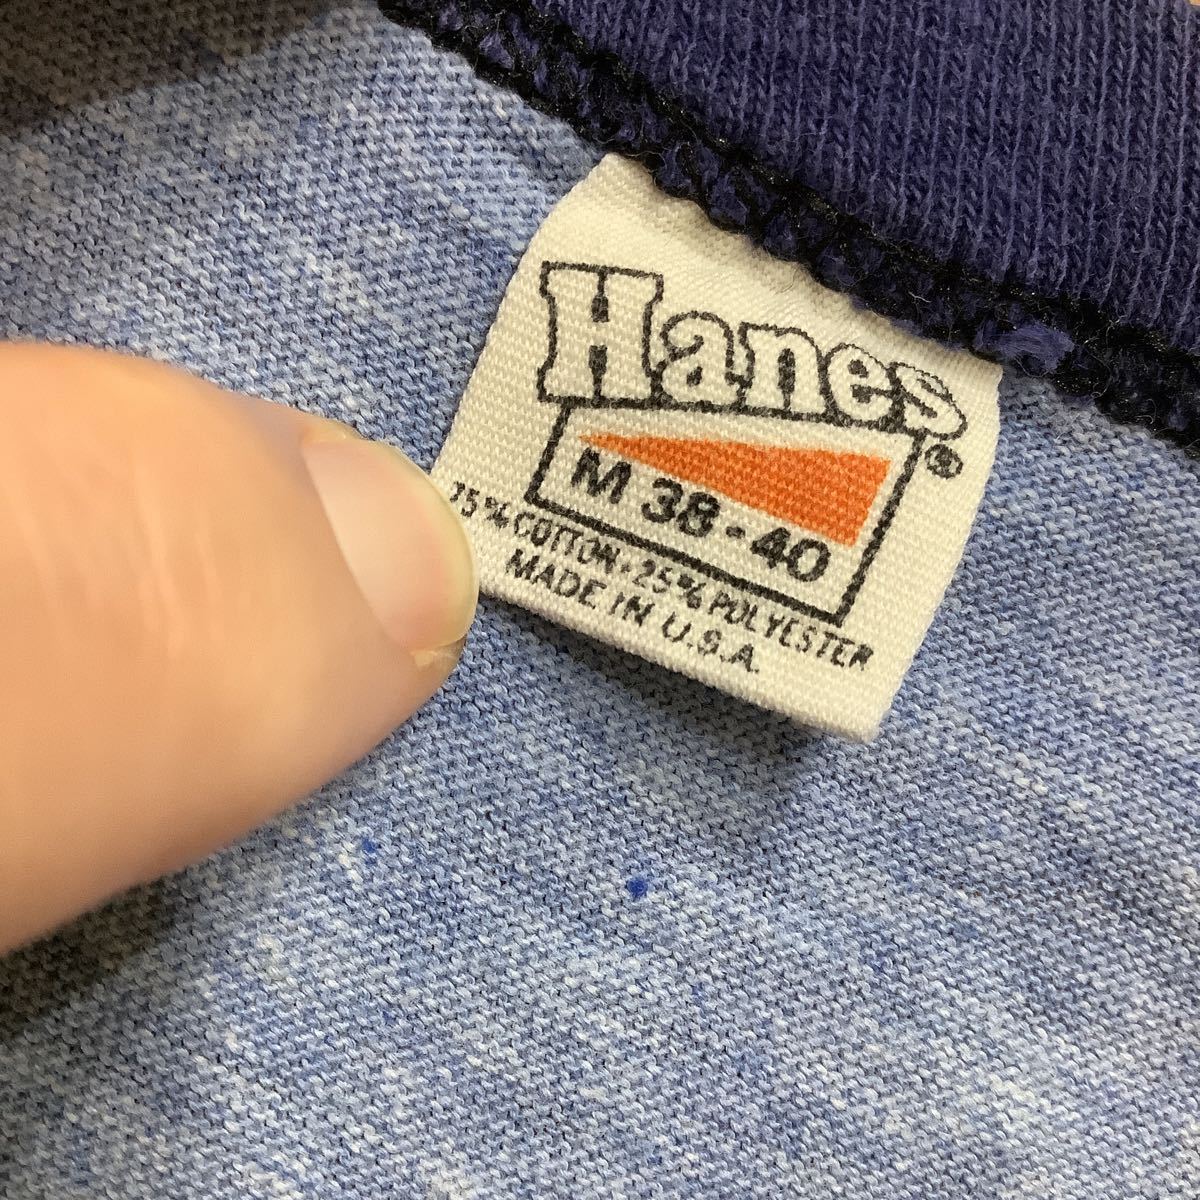 Hanes®
M 38-40
75% COTTON·25% POLYESTER
MADE IN U.S.A.